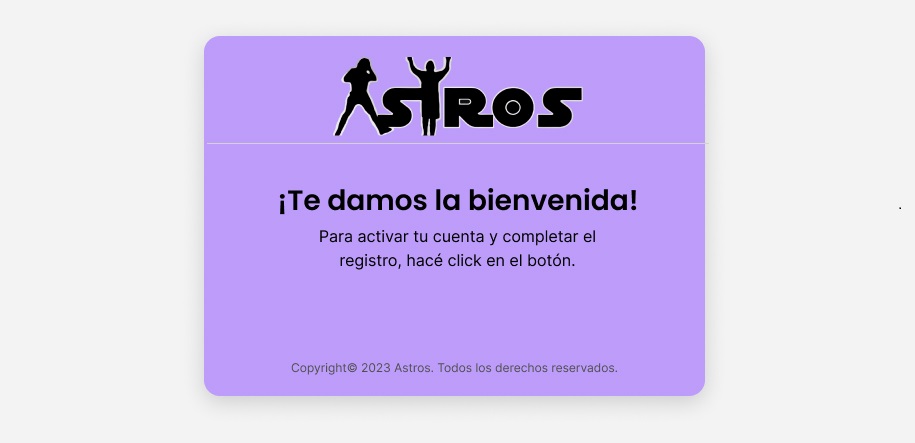 ASTROS
¡Te damos la bienvenida!
Para activar tu cuenta y completar el
registro, hacé click en el botón.
Copyright© 2023 Astros. Todos los derechos reservados.